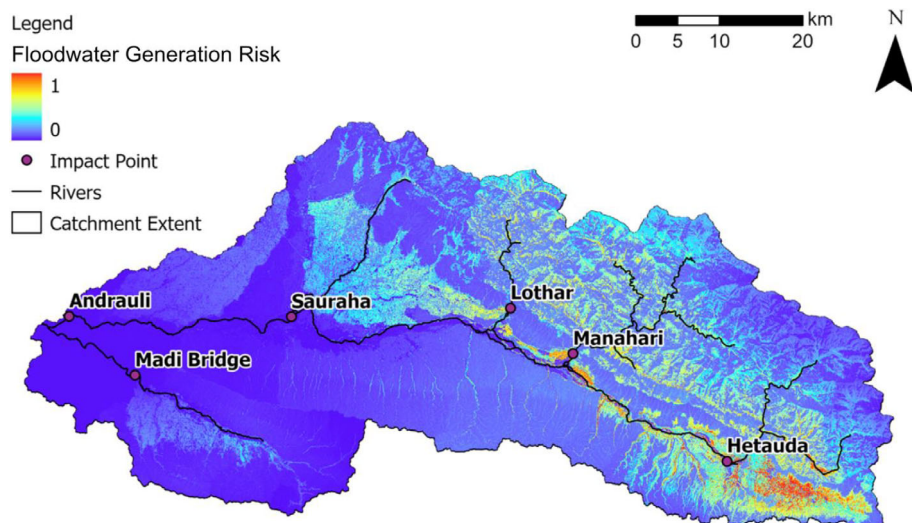 Legend
Floodwater Generation Risk
1
0
Impact Point
Rivers
Catchment Extent
km
0 5 10 20
N
Andrauli
Sauraha
Lothar
Madi Bridge
Manahari
Hetauda